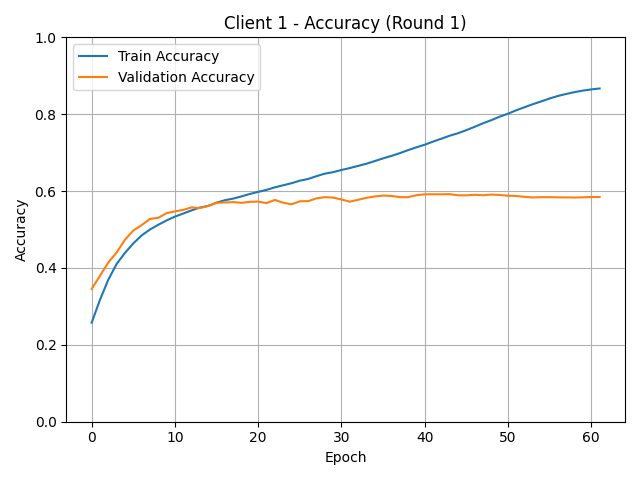 Client 1 - Accuracy (Round 1)
Train Accuracy
Validation Accuracy
Accuracy
1.0
0.8
0.6
0.4
0.2
0.0
0 10 20 30 40 50 60
Epoch